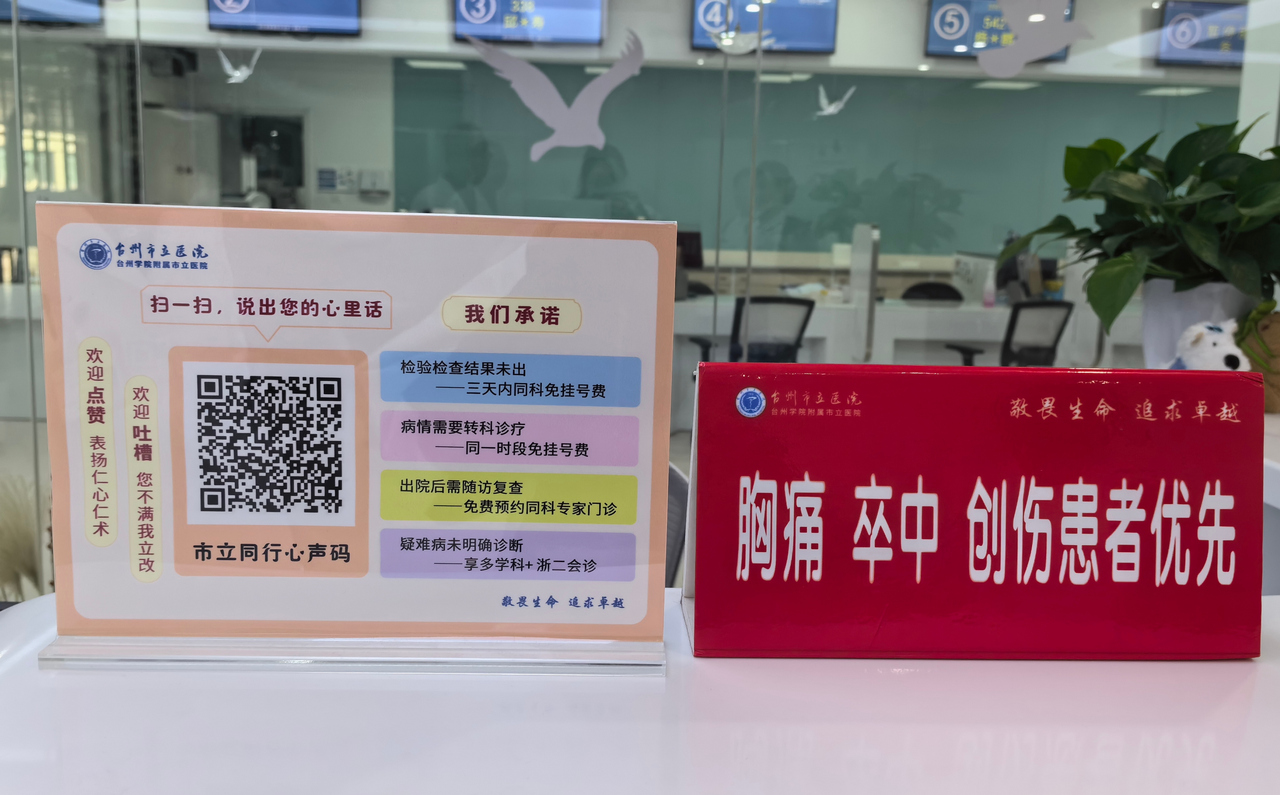 ②
③
④
⑤
⑥
台州市立医院
台州学院附属市立医院
扫一扫，说出您的心里话
欢迎点赞 表扬仁心仁术
欢迎吐槽 您不满我立改
市立同行心声码
我们承诺
检验检查结果未出
——三天内同科免挂号费
病情需要转科诊疗
——同一时段免挂号费
出院后需随访复查
——免费预约同科专家门诊
疑难病未明确诊断
——享多学科+浙二会诊
敬畏生命 追求卓越
台州市立医院
台州学院附属市立医院
敬畏生命 追求卓越
胸痛 卒中 创伤患者优先